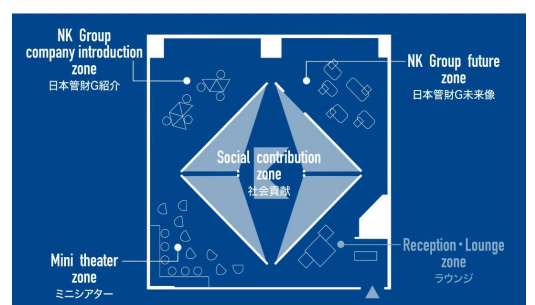 NK Group
company introduction
zone
日本管財G紹介
NK Group future
zone
日本管財G未来像
Social contribution
zone
社会貢献
Mini theater
zone
ミニシアター
Reception・Lounge
zone
ラウンジ